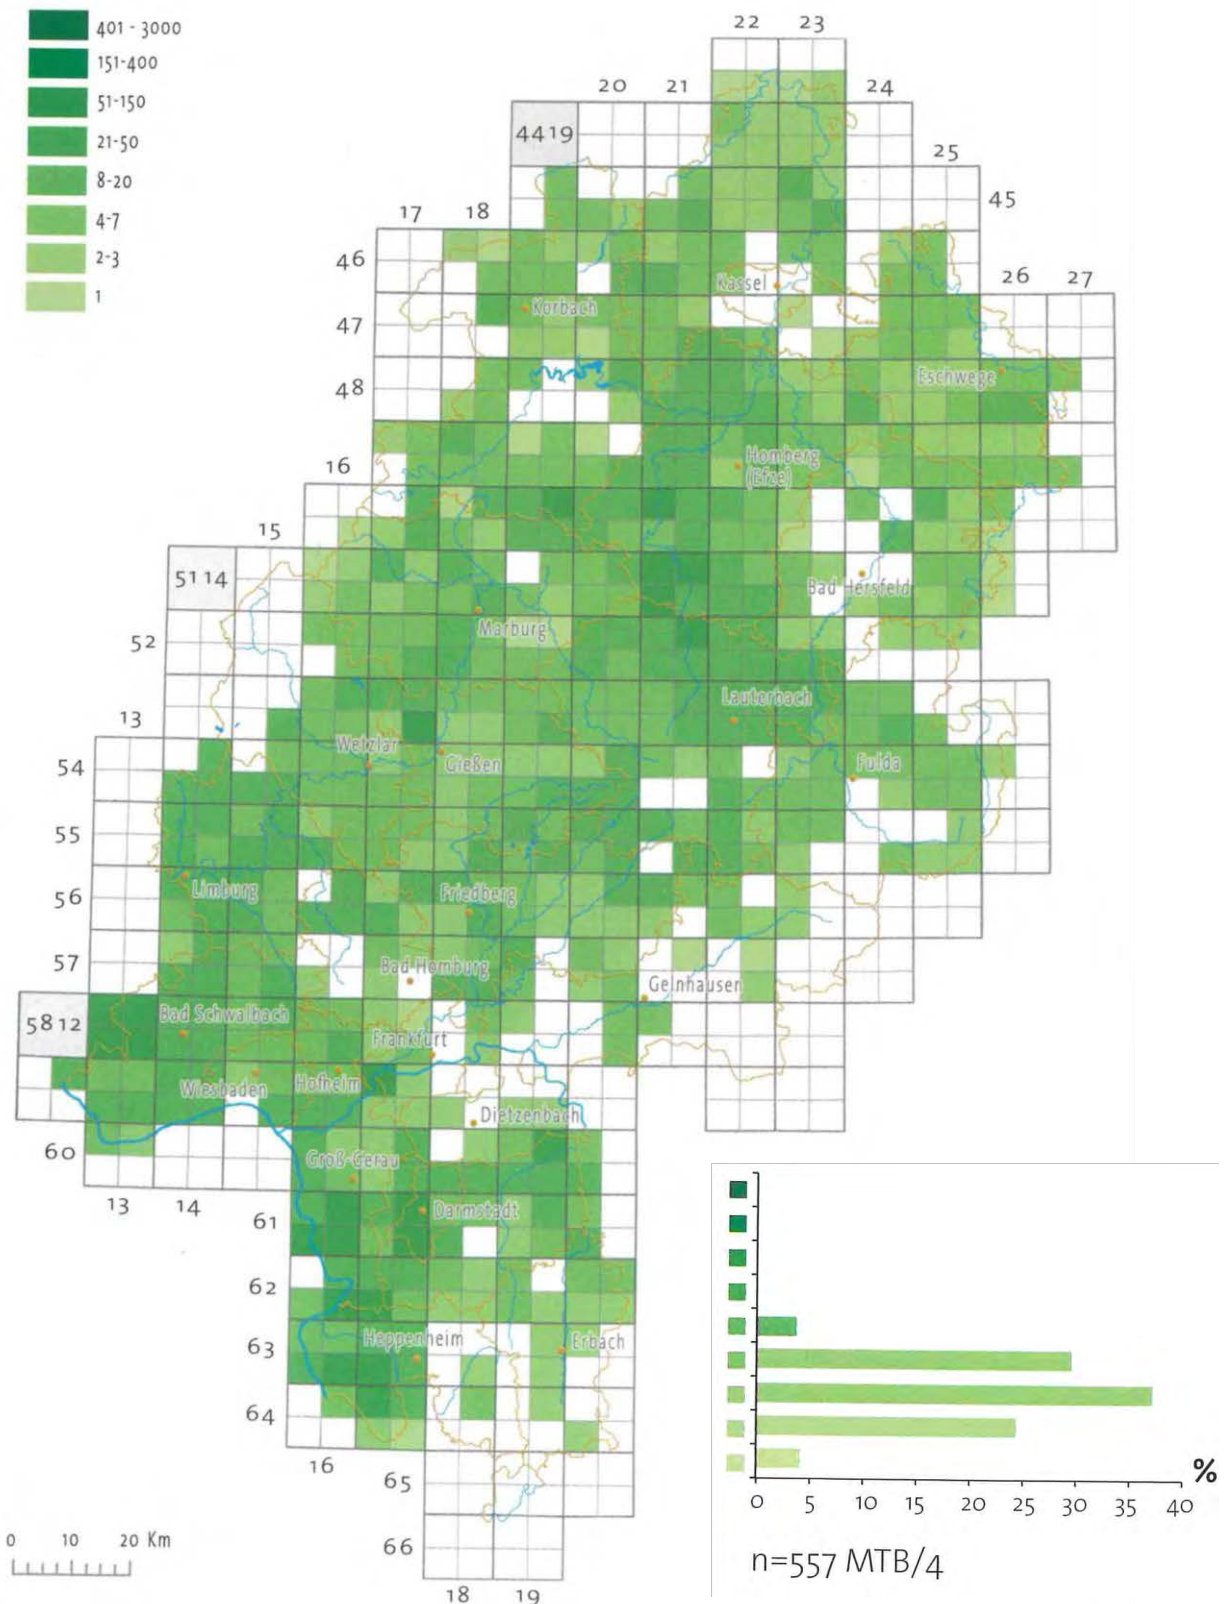 401 - 3000
151-400
51-150
21-50
8-20
4-7
2-3
1
22 23
20 21 24
4419
25
45
17 18
46
26 27
Kassel
Korbach
47
Eschwege
48
16
Homberg
(Efze)
15
5114
Bad Hersfeld
Marburg
52
Lauterbach
13
Wetzlar
Gießen
Fulda
54
55
Limburg
Friedberg
56
57
Bad Homburg
Gelnhausen
5812
Bad Schwalbach
Frankfurt
Wiesbaden
Hofheim
Dietzenbach
60
Groß-Gerau
13 14
61
Darmstadt
62
63
Heppenheim
Erbach
64
16
65
66
18 19
0 10 20 Km
%
0 5 10 15 20 25 30 35 40
n=557 MTB/4